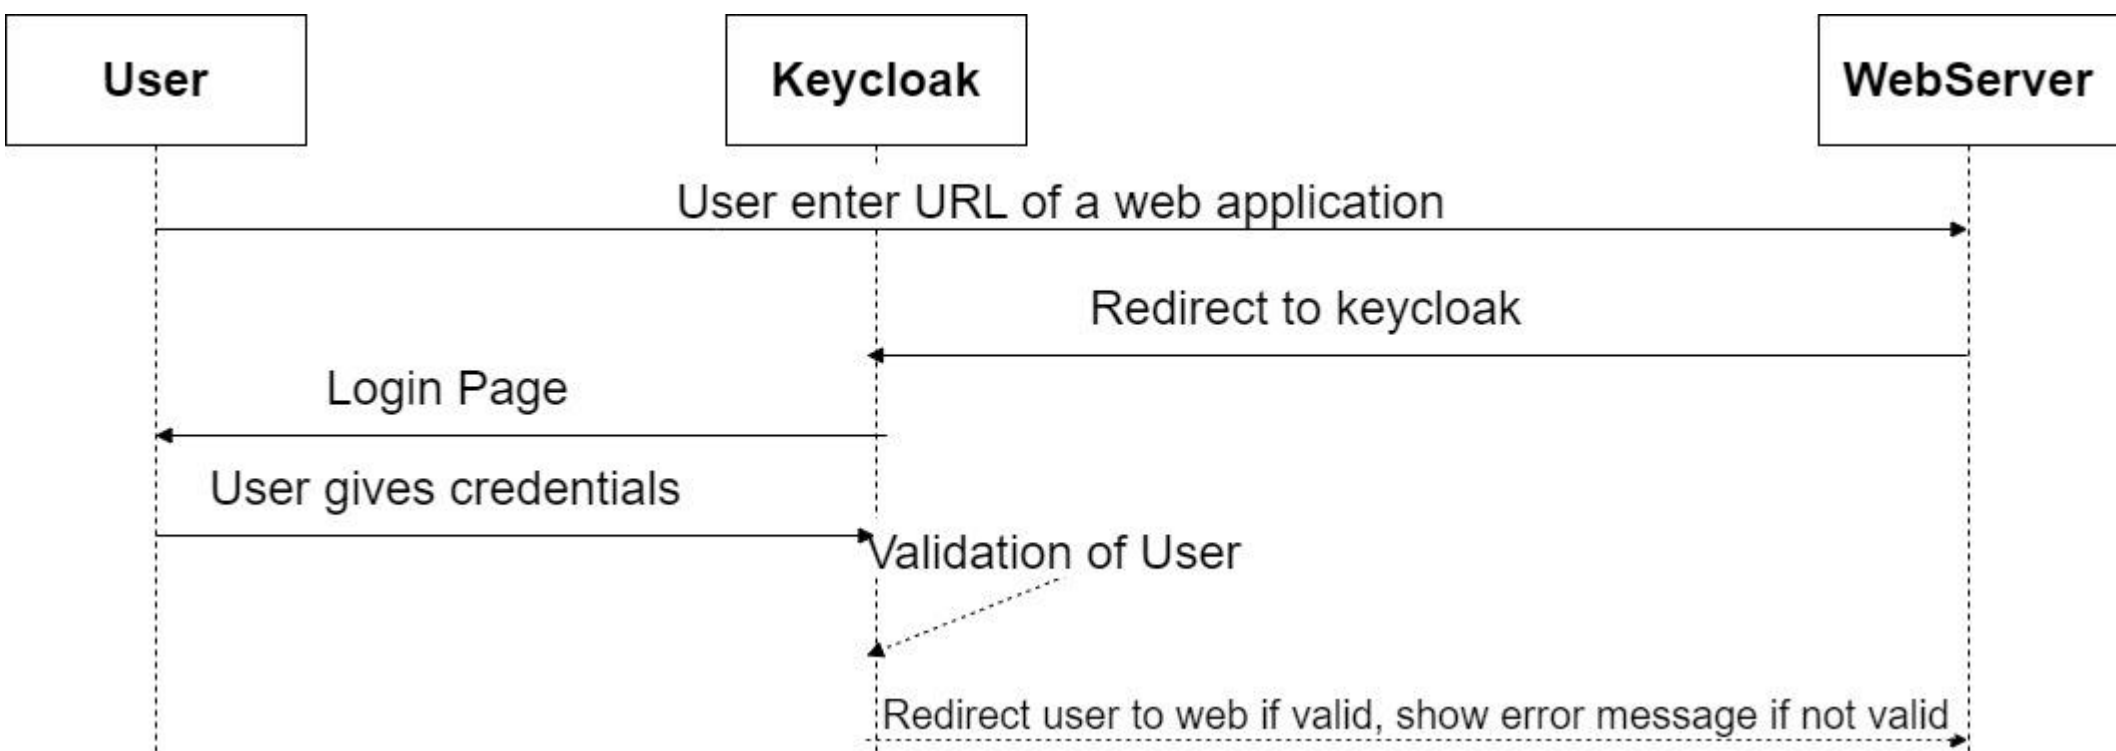 User
Keycloak
WebServer
User enter URL of a web application
Redirect to keycloak
Login Page
User gives credentials
Validation of User
Redirect user to web if valid, show error message if not valid